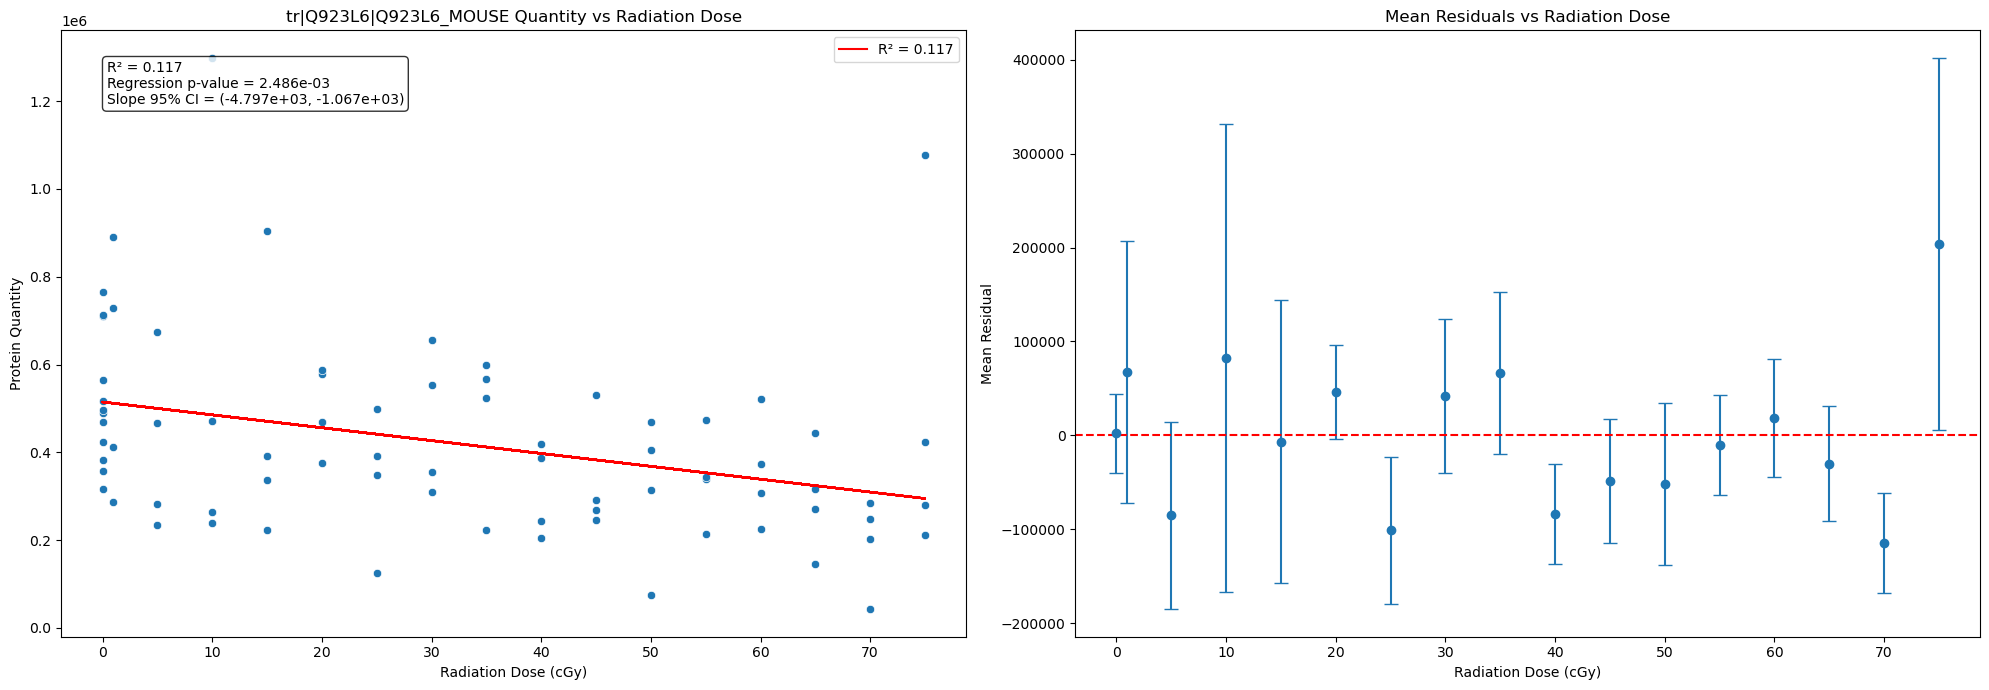 tr|Q923L6|Q923L6_MOUSE Quantity vs Radiation Dose
1e6
R² = 0.117
R² = 0.117
Regression p-value = 2.486e-03
Slope 95% CI = (-4.797e+03, -1.067e+03)
Protein Quantity
1.2
1.0
0.8
0.6
0.4
0.2
0.0
0 10 20 30 40 50 60 70
Radiation Dose (cGy)
Mean Residuals vs Radiation Dose
Mean Residual
400000
300000
200000
100000
0
−100000
−200000
0 10 20 30 40 50 60 70
Radiation Dose (cGy)